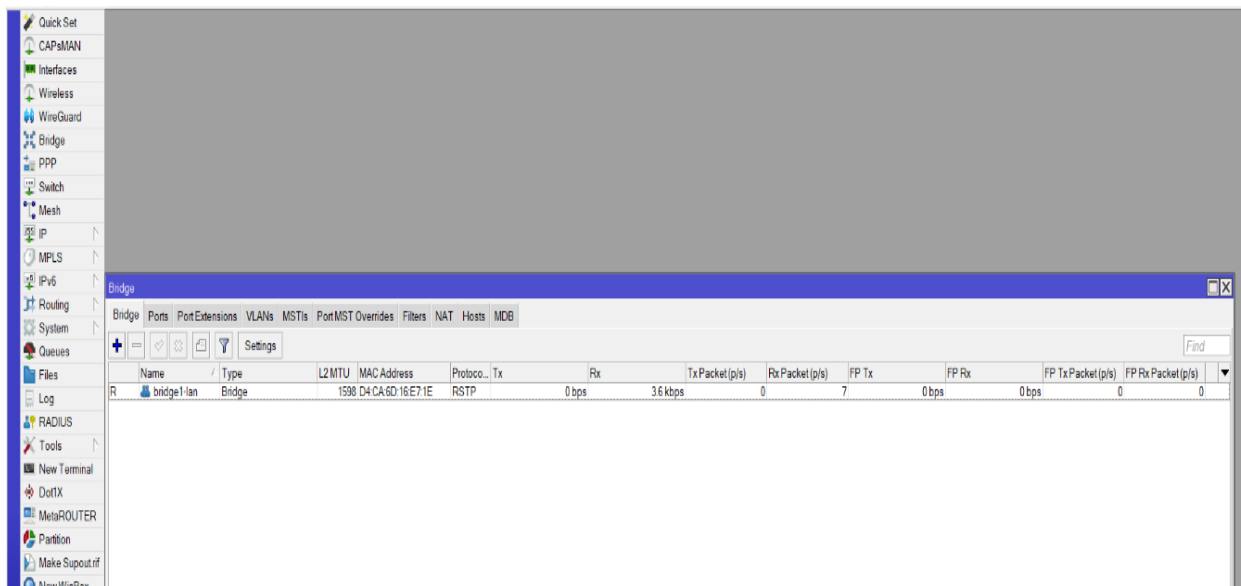 Quick Set
CAPsMAN
Interfaces
Wireless
WireGuard
Bridge
PPP
Switch
Mesh
IP
MPLS
IPv6
Routing
System
Queues
Files
Log
RADIUS
Tools
New Terminal
Dot1X
MetaROUTER
Partition
Make Supout.rif
New WinBox
Bridge
Bridge Ports Port Extensions VLANs MSTIs Port MST Overrides Filters NAT Hosts MDB
Settings Find
Name Type L2 MTU MAC Address Protoco... Tx Rx Tx Packet (p/s) Rx Packet (p/s) FP Tx FP Rx FP Tx Packet (p/s) FP Rx Packet (p/s)
R bridge1-lan Bridge 1598 D4:CA:6D:16:E7:1E RSTP 0 bps 3.6 kbps 0 7 0 bps 0 bps 0 0